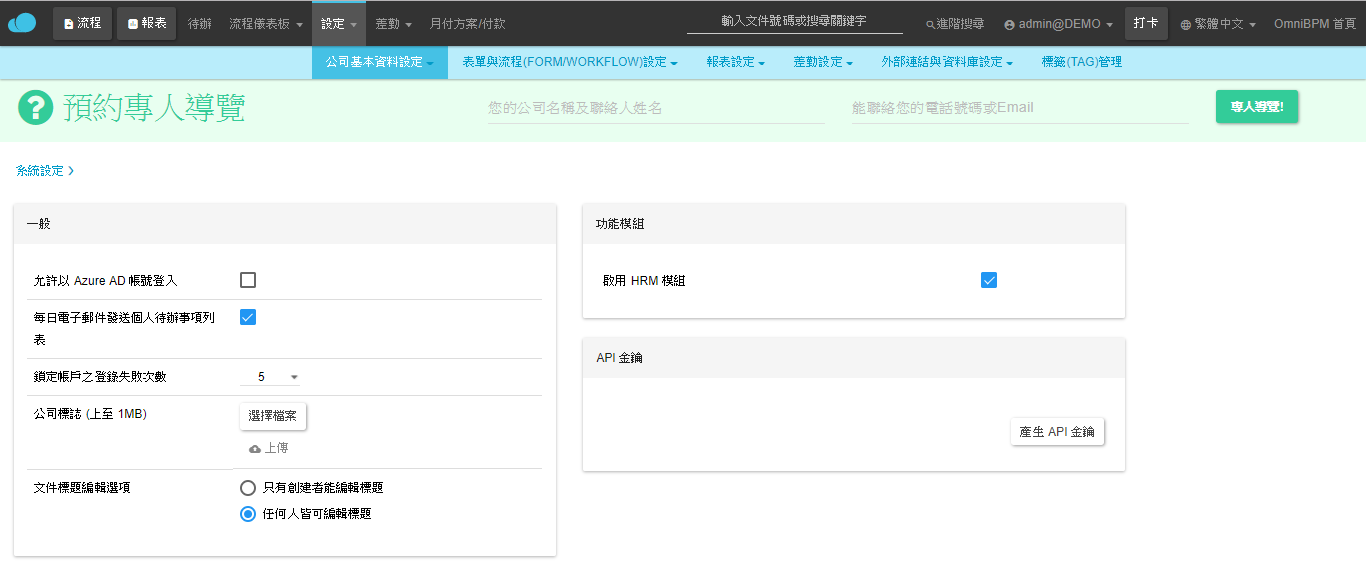 流程 報表 待辦 流程儀表板 設定 差勤 月付方案/付款 輸入文件號碼或搜尋關鍵字 進階搜尋 admin@DEMO 打卡 繁體中文 OmniBPM 首頁
公司基本資料設定 表單與流程(FORM/WORKFLOW)設定 報表設定 差勤設定 外部連結與資料庫設定 標籤(TAG)管理
預約專人導覽 您的公司名稱及聯絡人姓名 能聯絡您的電話號碼或Email 專人導覽!
系統設定
一般
允許以 Azure AD 帳號登入
每日電子郵件發送個人待辦事項列
表
鎖定帳戶之登錄失敗次數 5
公司標誌 (上至 1MB) 選擇檔案
上傳
文件標題編輯選項 只有創建者能編輯標題
任何人皆可編輯標題
功能模組
啟用 HRM 模組
API 金鑰
產生 API 金鑰